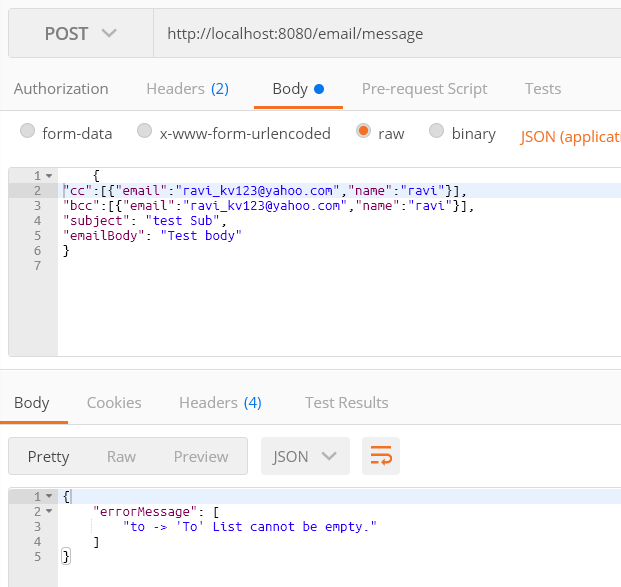 POST http://localhost:8080/email/message
Authorization Headers (2) Body Pre-request Script Tests
form-data x-www-form-urlencoded raw binary JSON (applicati
1 {
2 "cc":[{"email":"ravi_kv123@yahoo.com","name":"ravi"}],
3 "bcc":[{"email":"ravi_kv123@yahoo.com","name":"ravi"}],
4 "subject": "test Sub",
5 "emailBody": "Test body"
6 }
7
Body Cookies Headers (4) Test Results
Pretty Raw Preview JSON
1 {
2 "errorMessage": [
3 "to -> 'To' List cannot be empty."
4 ]
5 }